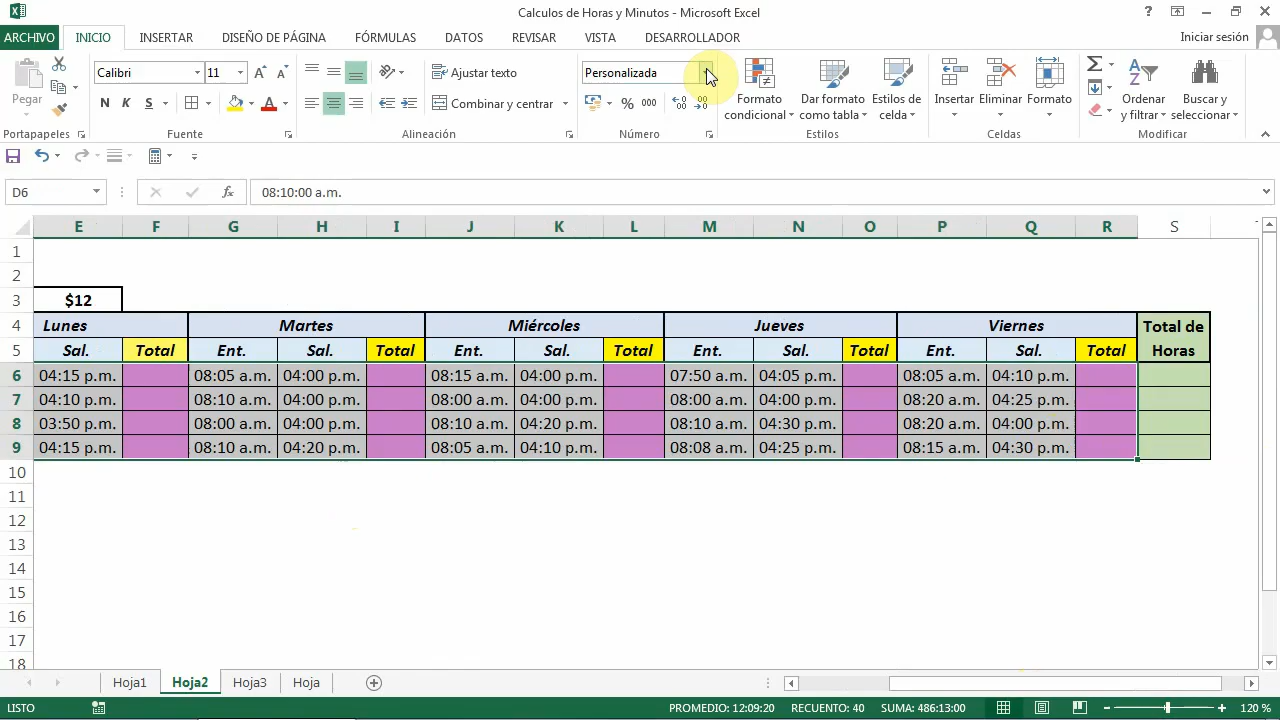 Calculos de Horas y Minutos - Microsoft Excel
ARCHIVO INICIO INSERTAR DISEÑO DE PÁGINA FÓRMULAS DATOS REVISAR VISTA DESARROLLADOR Iniciar sesión
Pegar
Calibri 11
N K S
Ajustar texto
Combinar y centrar
Personalizada
% 000
Formato condicional
Dar formato como tabla
Estilos de celda
Insertar Eliminar Formato
Ordenar y filtrar
Buscar y seleccionar
Portapapeles Fuente Alineación Número Estilos Celdas Modificar
D6 fx 08:10:00 a.m.
E F G H I J K L M N O P Q R S
1
2
3 $12
4 Lunes Martes Miércoles Jueves Viernes Total de
5 Sal. Total Ent. Sal. Total Ent. Sal. Total Ent. Sal. Total Ent. Sal. Total Horas
6 04:15 p.m. 08:05 a.m. 04:00 p.m. 08:15 a.m. 04:00 p.m. 07:50 a.m. 04:05 p.m. 08:05 a.m. 04:10 p.m.
7 04:10 p.m. 08:10 a.m. 04:00 p.m. 08:00 a.m. 04:00 p.m. 08:00 a.m. 04:00 p.m. 08:20 a.m. 04:25 p.m.
8 03:50 p.m. 08:00 a.m. 04:00 p.m. 08:10 a.m. 04:20 p.m. 08:10 a.m. 04:30 p.m. 08:20 a.m. 04:00 p.m.
9 04:15 p.m. 08:10 a.m. 04:20 p.m. 08:05 a.m. 04:10 p.m. 08:08 a.m. 04:25 p.m. 08:15 a.m. 04:30 p.m.
10
11
12
13
14
15
16
17
18
Hoja1 Hoja2 Hoja3 Hoja
LISTO PROMEDIO: 12:09:20 RECUENTO: 40 SUMA: 486:13:00 120 %